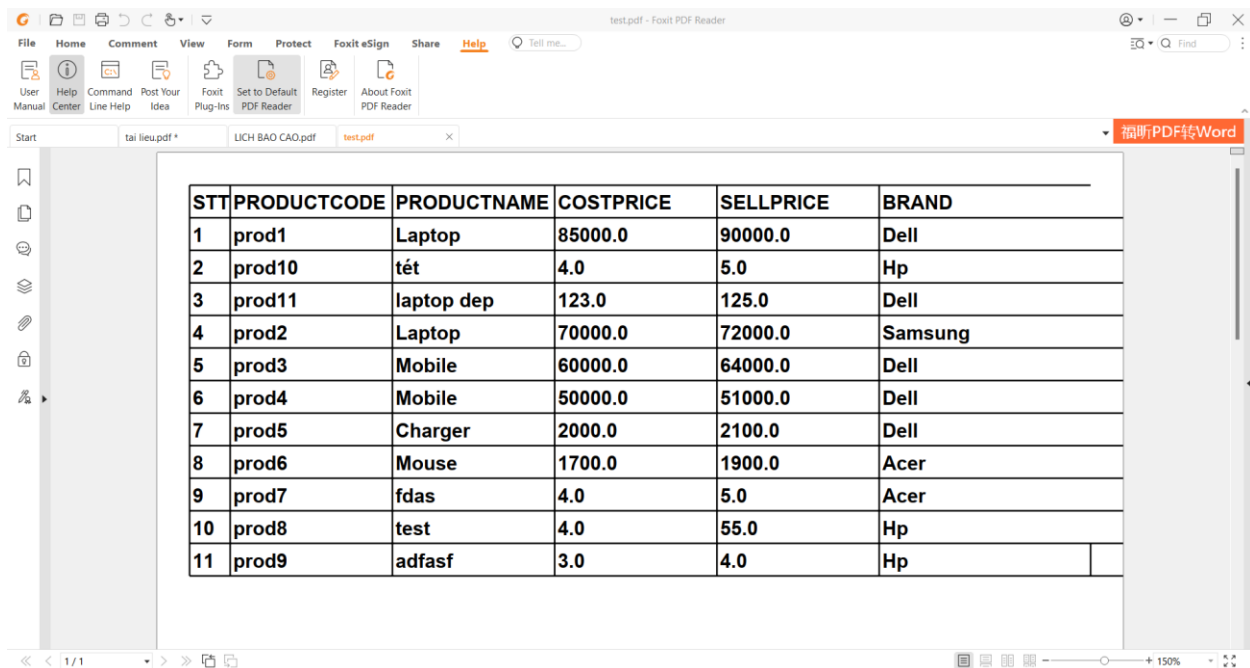 test.pdf - Foxit PDF Reader
File Home Comment View Form Protect Foxit eSign Share Help Tell me... Find
User Manual Help Center Command Line Help Post Your Idea Foxit Plug-Ins Set to Default PDF Reader Register About Foxit PDF Reader
Start tai lieu.pdf * LICH BAO CAO.pdf test.pdf 福昕PDF转Word
STT PRODUCTCODE PRODUCTNAME COSTPRICE SELLPRICE BRAND
1 prod1 Laptop 85000.0 90000.0 Dell
2 prod10 tét 4.0 5.0 Hp
3 prod11 laptop dep 123.0 125.0 Dell
4 prod2 Laptop 70000.0 72000.0 Samsung
5 prod3 Mobile 60000.0 64000.0 Dell
6 prod4 Mobile 50000.0 51000.0 Dell
7 prod5 Charger 2000.0 2100.0 Dell
8 prod6 Mouse 1700.0 1900.0 Acer
9 prod7 fdas 4.0 5.0 Acer
10 prod8 test 4.0 55.0 Hp
11 prod9 adfasf 3.0 4.0 Hp
1 / 1 150%